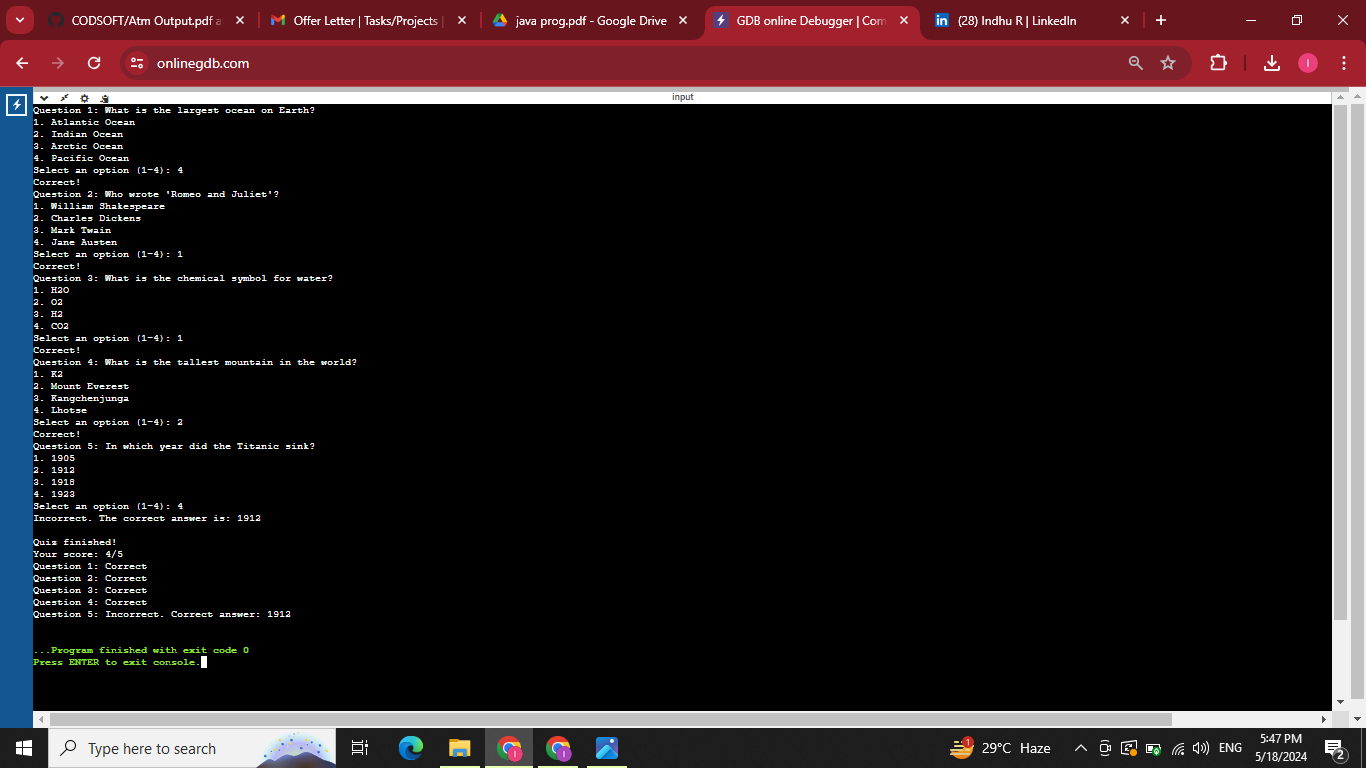 CODSOFT/Atm Output.pdf a
Offer Letter | Tasks/Projects |
java prog.pdf - Google Drive
GDB online Debugger | Com
(28) Indhu R | LinkedIn
onlinegdb.com
I
input
Question 1: What is the largest ocean on Earth?
1. Atlantic Ocean
2. Indian Ocean
3. Arctic Ocean
4. Pacific Ocean
Select an option (1-4): 4
Correct!
Question 2: Who wrote 'Romeo and Juliet'?
1. William Shakespeare
2. Charles Dickens
3. Mark Twain
4. Jane Austen
Select an option (1-4): 1
Correct!
Question 3: What is the chemical symbol for water?
1. H2O
2. O2
3. H2
4. CO2
Select an option (1-4): 1
Correct!
Question 4: What is the tallest mountain in the world?
1. K2
2. Mount Everest
3. Kangchenjunga
4. Lhotse
Select an option (1-4): 2
Correct!
Question 5: In which year did the Titanic sink?
1. 1905
2. 1912
3. 1918
4. 1923
Select an option (1-4): 4
Incorrect. The correct answer is: 1912
Quiz finished!
Your score: 4/5
Question 1: Correct
Question 2: Correct
Question 3: Correct
Question 4: Correct
Question 5: Incorrect. Correct answer: 1912
...Program finished with exit code 0
Press ENTER to exit console.
Type here to search
29°C Haze
ENG
5:47 PM
5/18/2024
2